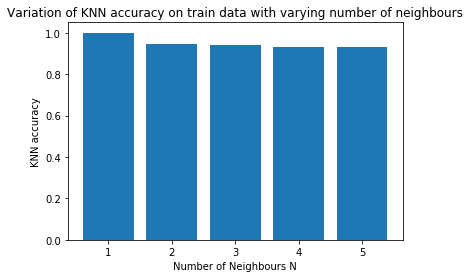 Variation of KNN accuracy on train data with varying number of neighbours
1.0
0.8
0.6
0.4
0.2
0.0
KNN accuracy
1 2 3 4 5
Number of Neighbours N